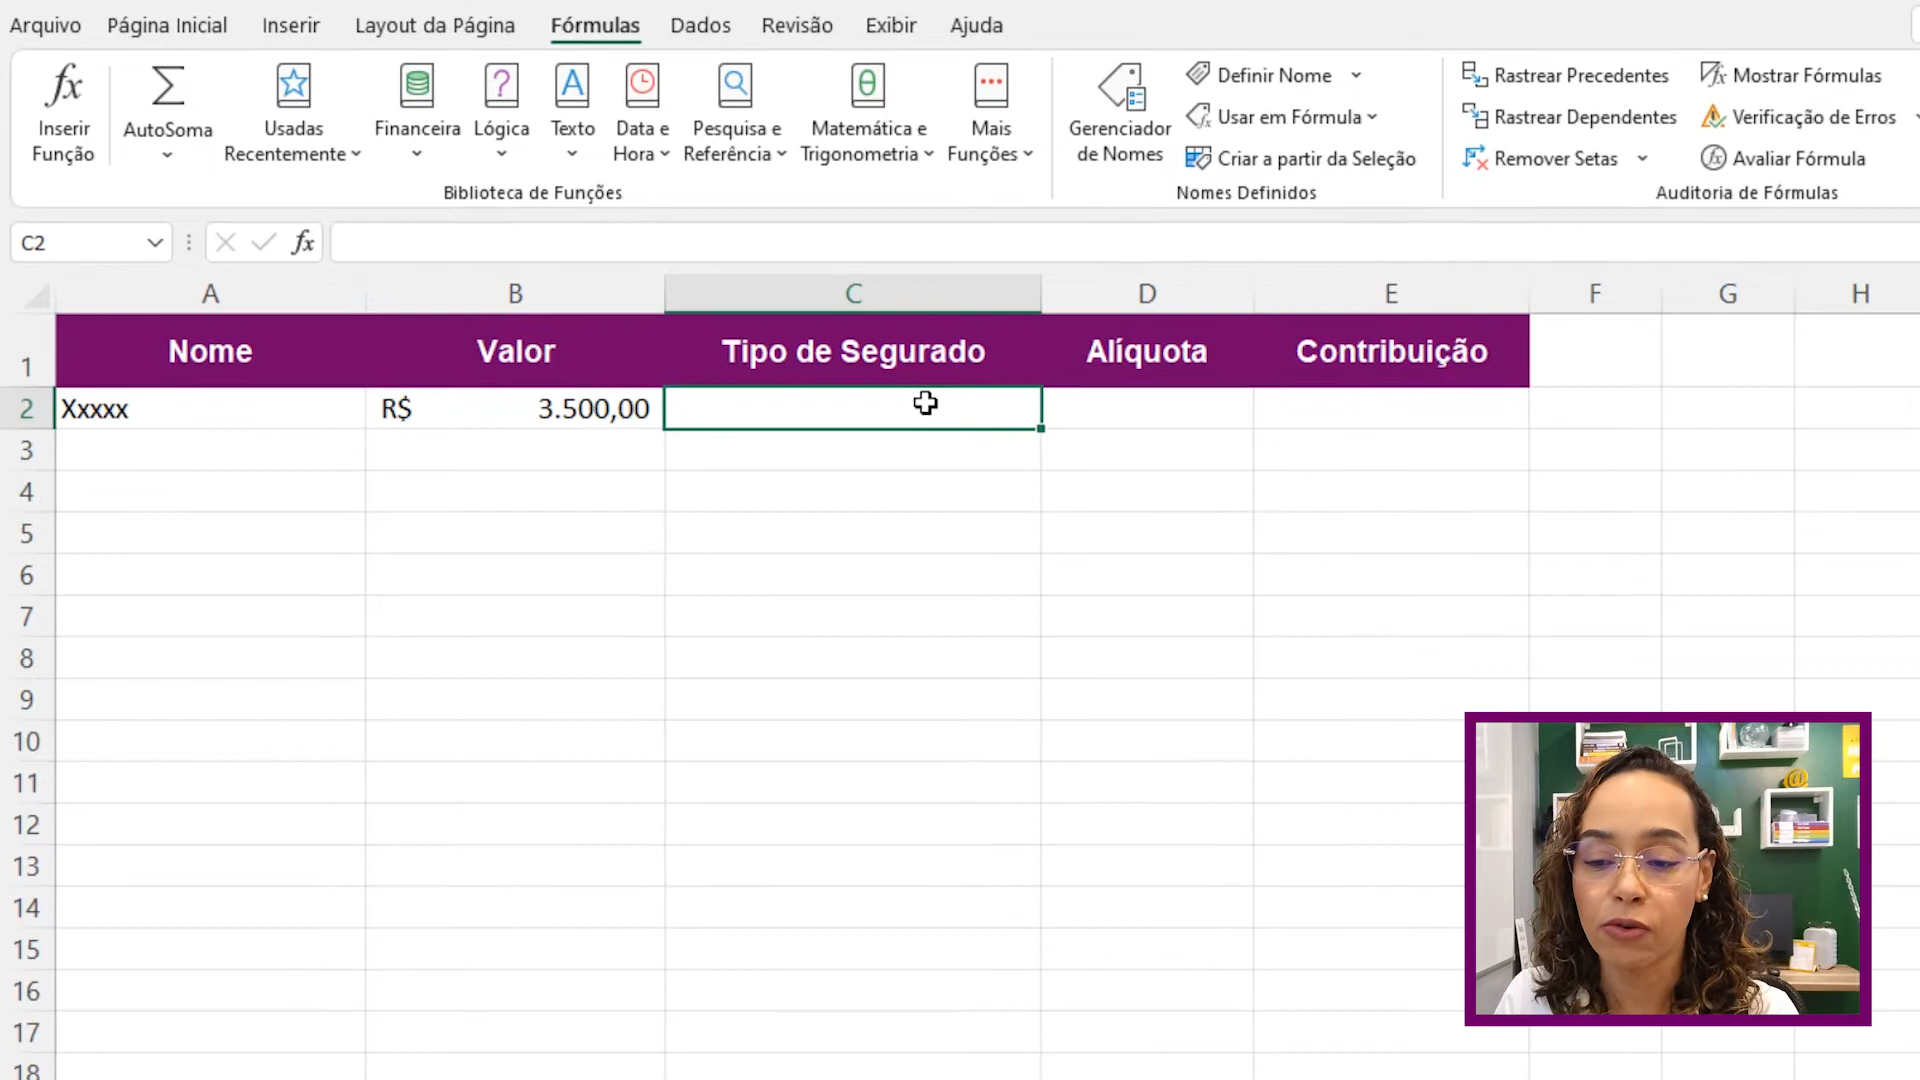 Arquivo Página Inicial Inserir Layout da Página Fórmulas Dados Revisão Exibir Ajuda
Inserir Função
AutoSoma
Usadas Recentemente
Financeira
Lógica
Texto
Data e Hora
Pesquisa e Referência
Matemática e Trigonometria
Mais Funções
Biblioteca de Funções
Gerenciador de Nomes
Definir Nome
Usar em Fórmula
Criar a partir da Seleção
Nomes Definidos
Rastrear Precedentes
Rastrear Dependentes
Remover Setas
Mostrar Fórmulas
Verificação de Erros
Avaliar Fórmula
Auditoria de Fórmulas
C2 fx
A B C D E F G H
1 Nome Valor Tipo de Segurado Alíquota Contribuição
2 Xxxxx R$ 3.500,00
3
4
5
6
7
8
9
10
11
12
13
14
15
16
17
18